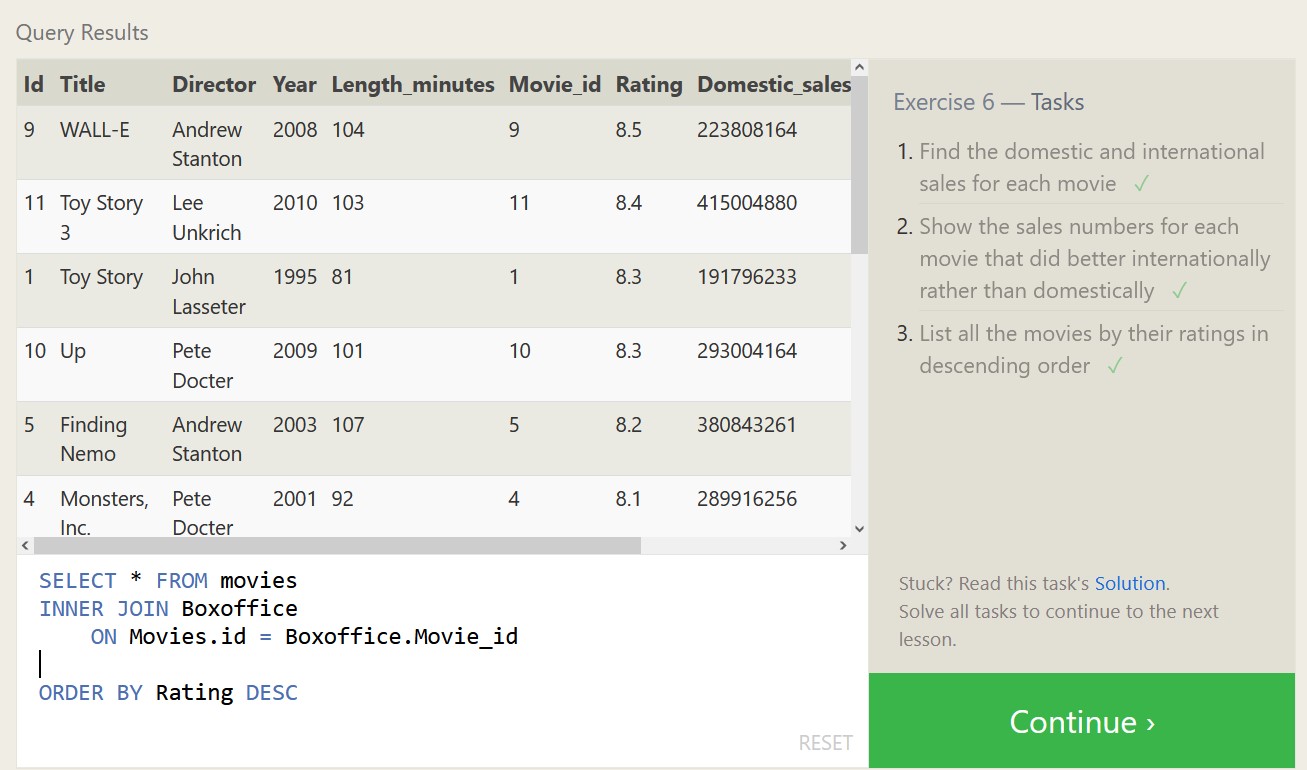 Query Results
Id Title Director Year Length_minutes Movie_id Rating Domestic_sales
9 WALL-E Andrew 2008 104 9 8.5 223808164
Stanton
11 Toy Story Lee 2010 103 11 8.4 415004880
3 Unkrich
1 Toy Story John 1995 81 1 8.3 191796233
Lasseter
10 Up Pete 2009 101 10 8.3 293004164
Docter
5 Finding Andrew 2003 107 5 8.2 380843261
Nemo Stanton
4 Monsters, Pete 2001 92 4 8.1 289916256
Inc. Docter
SELECT * FROM movies
INNER JOIN Boxoffice
ON Movies.id = Boxoffice.Movie_id
ORDER BY Rating DESC
RESET
Exercise 6 — Tasks
1. Find the domestic and international
sales for each movie ✓
2. Show the sales numbers for each
movie that did better internationally
rather than domestically ✓
3. List all the movies by their ratings in
descending order ✓
Stuck? Read this task's Solution.
Solve all tasks to continue to the next
lesson.
Continue ›